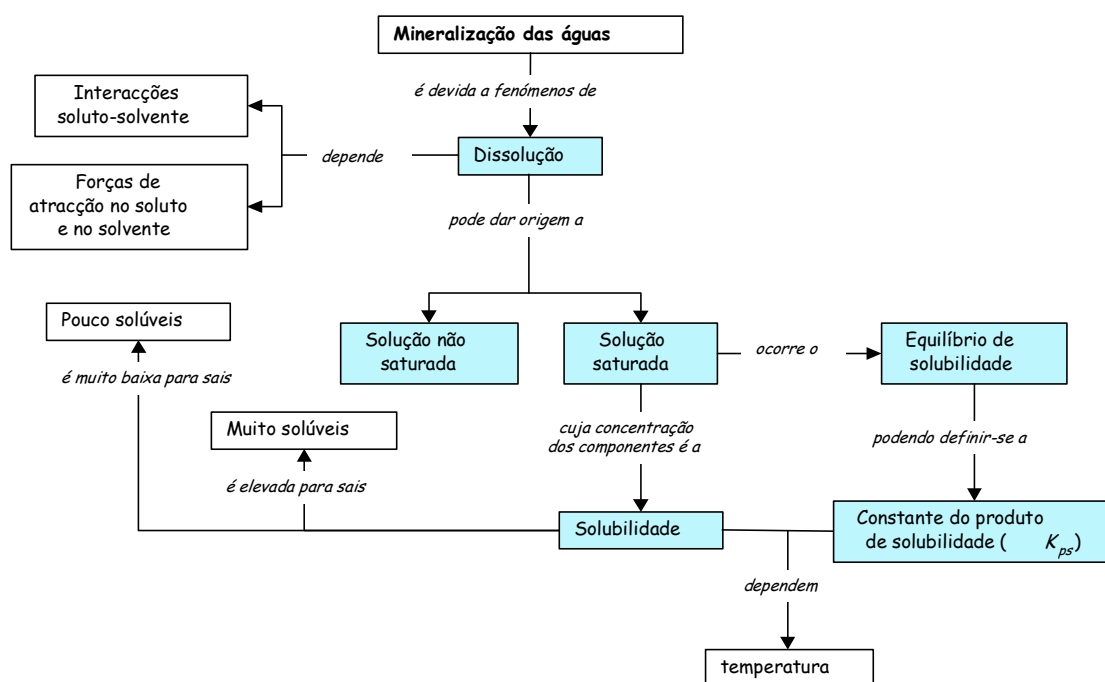 Mineralização das águas
é devida a fenómenos de
Interacções
soluto-solvente
depende
Dissolução
Forças de
atracção no soluto
e no solvente
pode dar origem a
Pouco solúveis
Solução não
saturada
Solução
saturada
ocorre o
Equilíbrio de
solubilidade
é muito baixa para sais
Muito solúveis
cuja concentração
dos componentes é a
podendo definir-se a
é elevada para sais
Solubilidade
Constante do produto
de solubilidade ( Kps)
dependem
temperatura